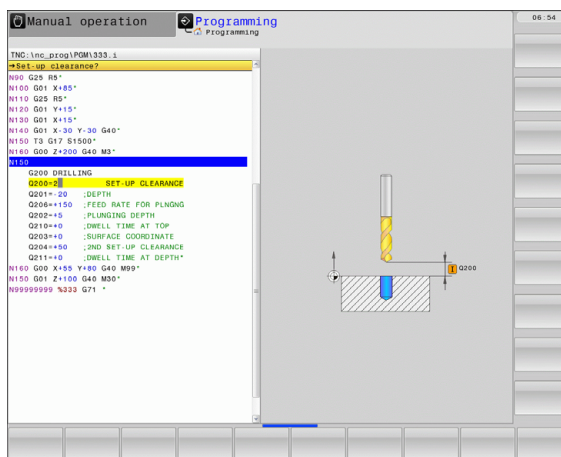 Manual operation
Programming
Programming
06:54
TNC:\nc_prog\PGM\333.i
→Set-up clearance?
N90 G25 R5*
N100 G01 X+85*
N110 G25 R5*
N120 G01 Y+15*
N130 G01 X+15*
N140 G01 X-30 Y-30 G40*
N150 T3 G17 S1500*
N160 G00 Z+200 G40 M3*
N150
G200 DRILLING
Q200=2 SET-UP CLEARANCE
Q201=-20 ;DEPTH
Q206=+150 ;FEED RATE FOR PLNGNG
Q202=+5 ;PLUNGING DEPTH
Q210=+0 ;DWELL TIME AT TOP
Q203=+0 ;SURFACE COORDINATE
Q204=+50 ;2ND SET-UP CLEARANCE
Q211=+0 ;DWELL TIME AT DEPTH*
N160 G00 X+55 Y+80 G40 M99*
N150 G01 Z+100 G40 M30*
N99999999 %333 G71 *
I Q200